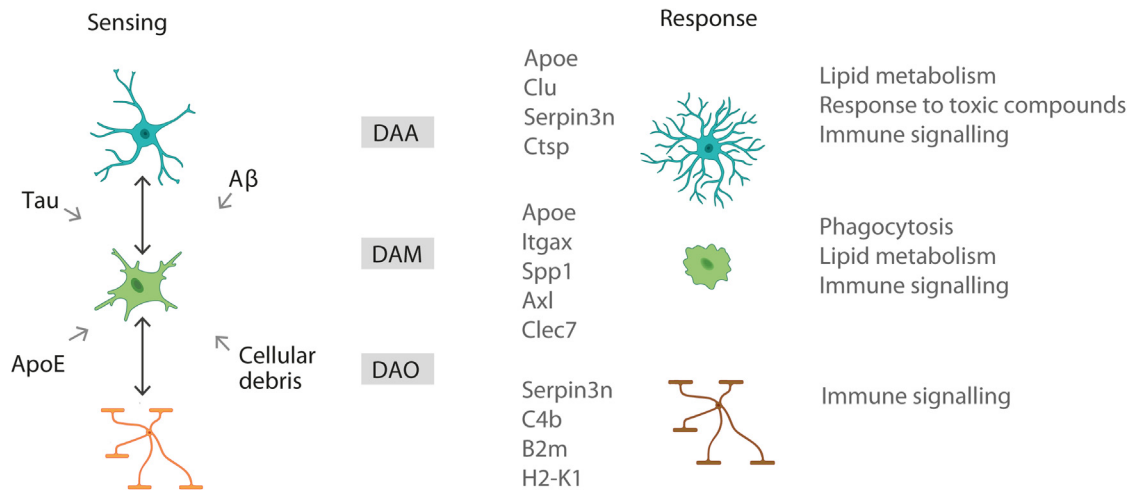 Sensing
Tau
Aβ
ApoE
Cellular
debris
DAA
DAM
DAO
Response
Apoe
Clu
Serpin3n
Ctsp
Lipid metabolism
Response to toxic compounds
Immune signalling
Apoe
Itgax
Spp1
Axl
Clec7
Phagocytosis
Lipid metabolism
Immune signalling
Serpin3n
C4b
B2m
H2-K1
Immune signalling